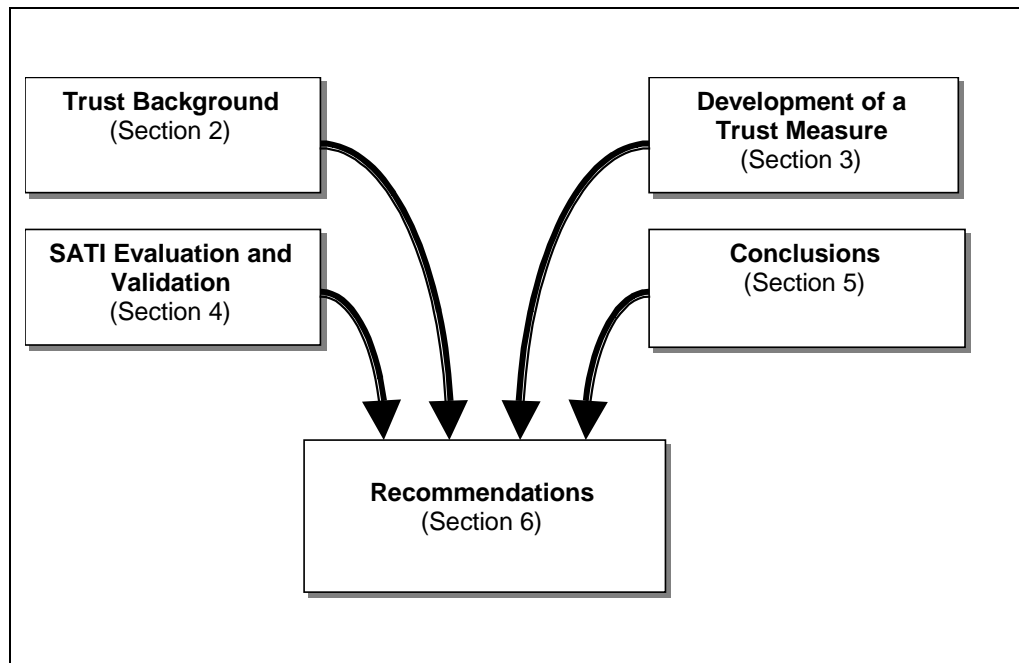 Trust Background
(Section 2)
Development of a
Trust Measure
(Section 3)
SATI Evaluation and
Validation
(Section 4)
Conclusions
(Section 5)
Recommendations
(Section 6)